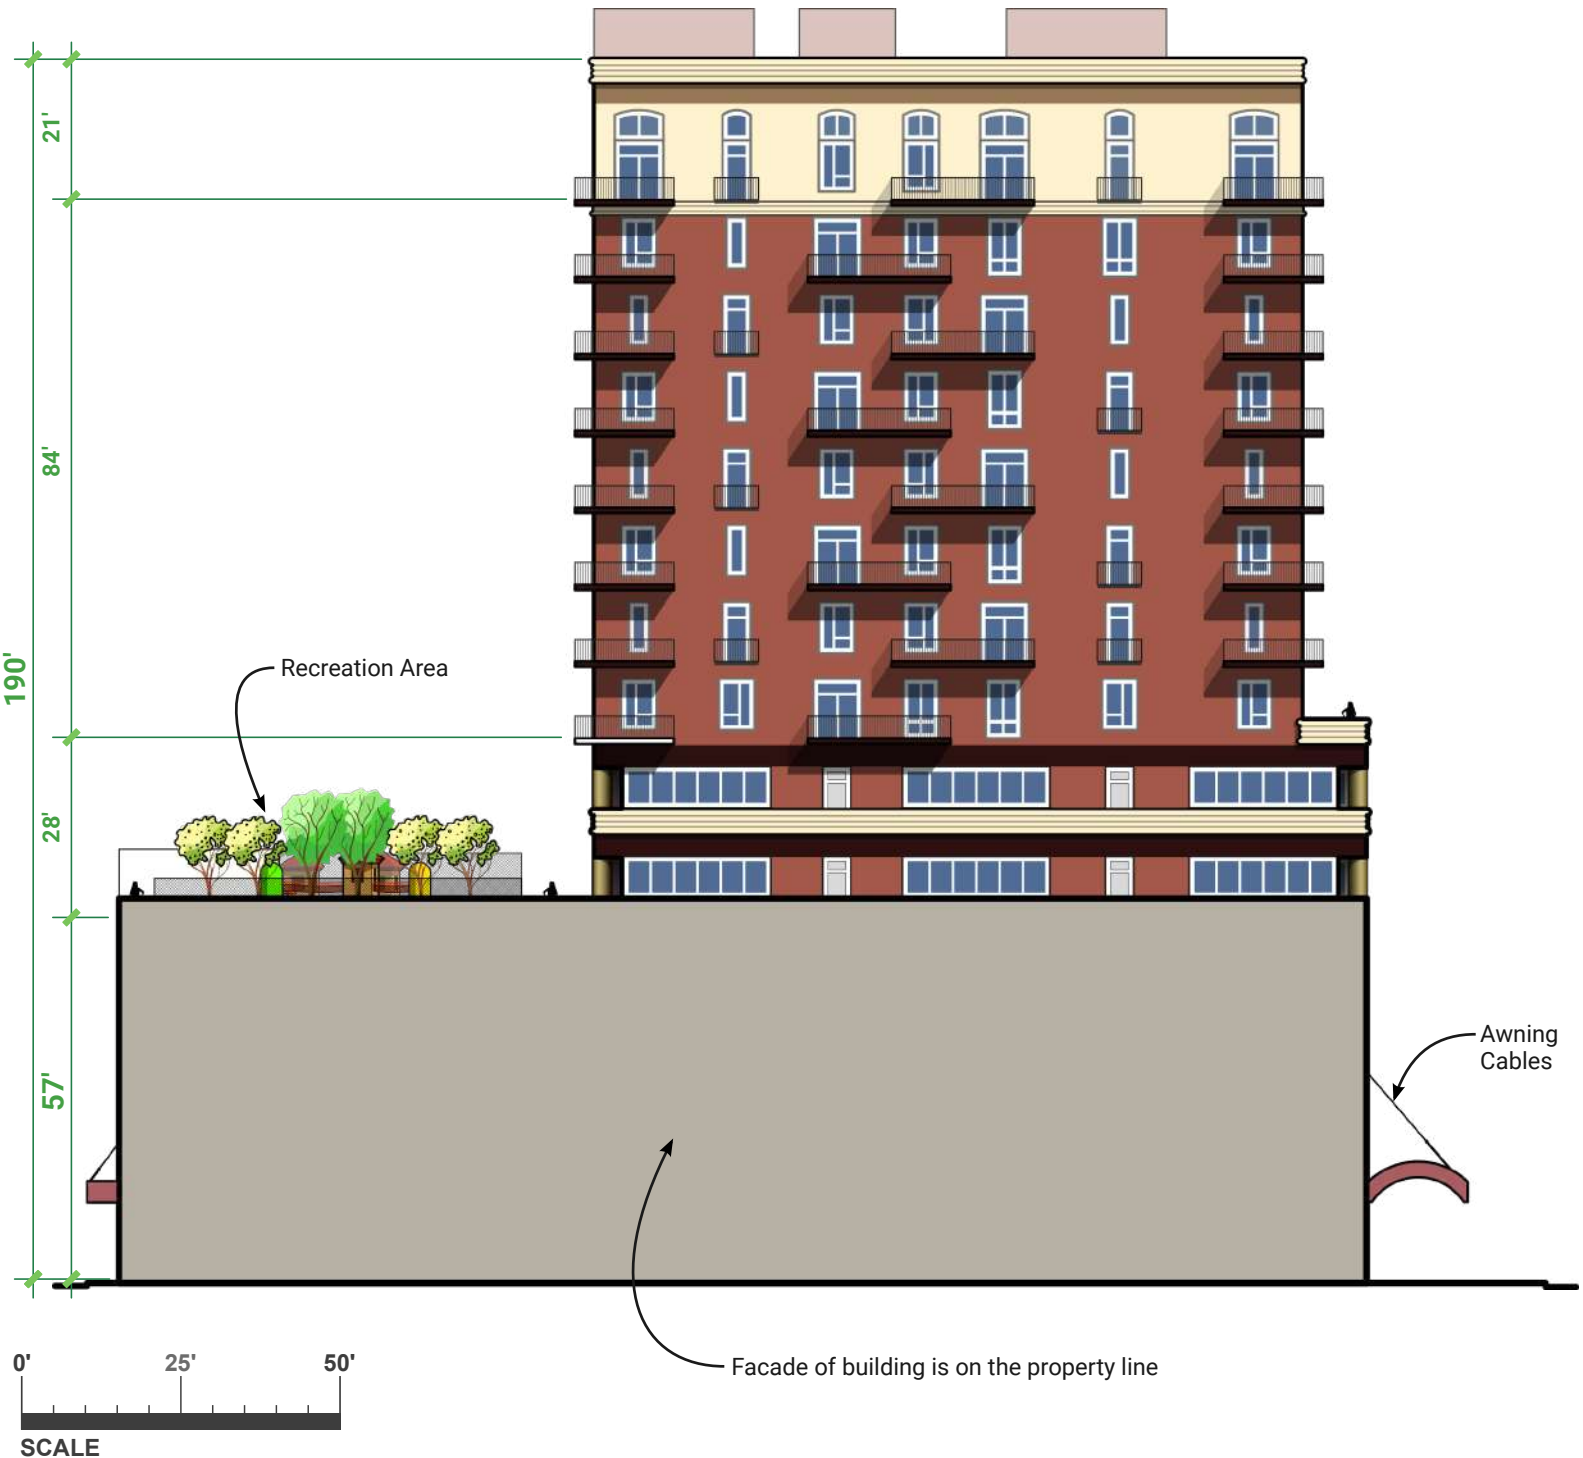 21'
84'
190'
Recreation Area
28'
57'
Awning
Cables
Facade of building is on the property line
0' 25' 50'
SCALE